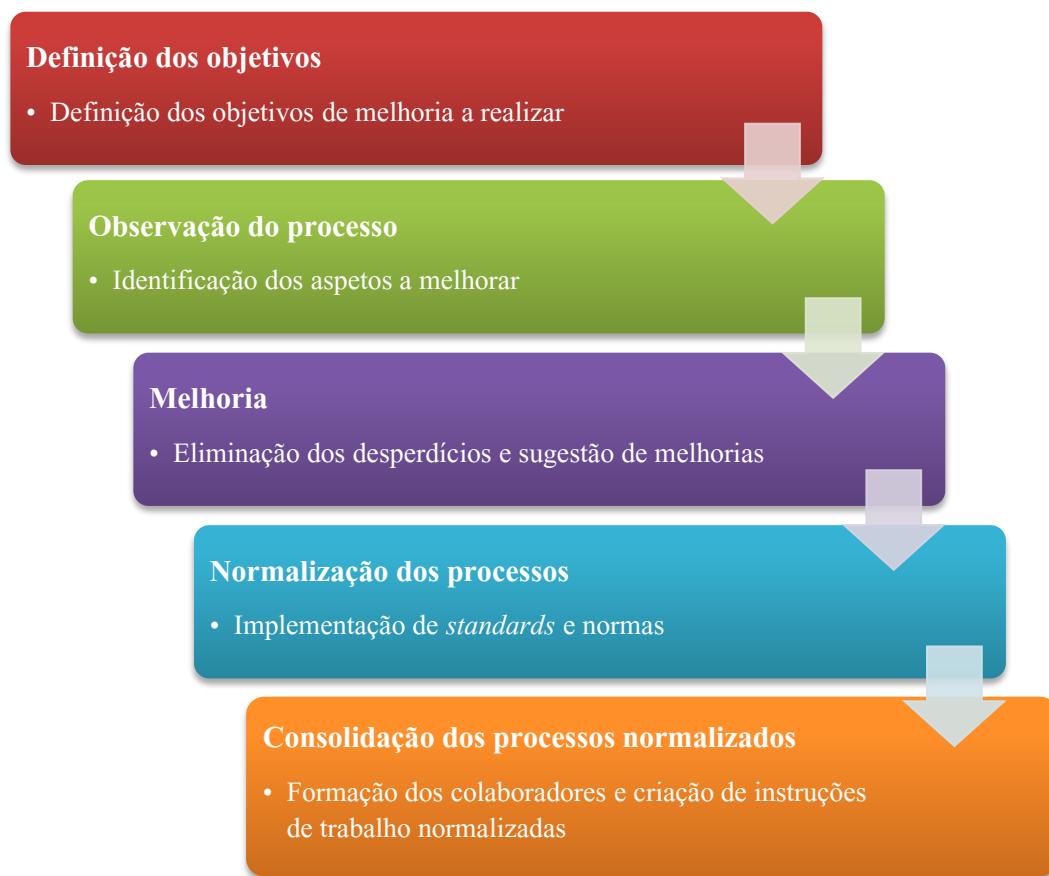 Definição dos objetivos
• Definição dos objetivos de melhoria a realizar
Observação do processo
• Identificação dos aspetos a melhorar
Melhoria
• Eliminação dos desperdícios e sugestão de melhorias
Normalização dos processos
• Implementação de standards e normas
Consolidação dos processos normalizados
• Formação dos colaboradores e criação de instruções
de trabalho normalizadas